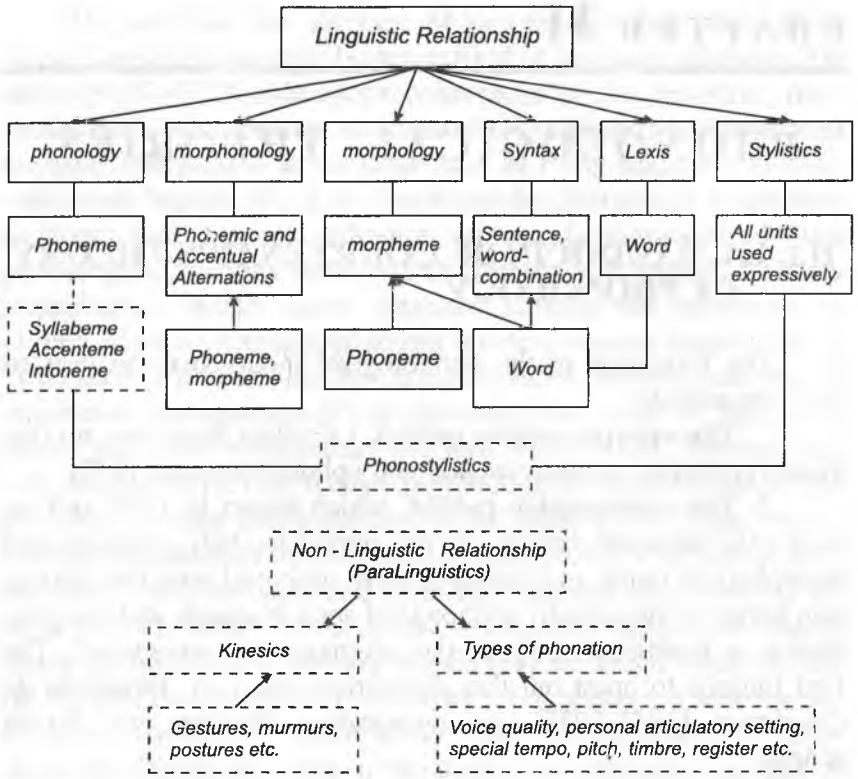 Linguistic Relationship
phonology
morphonology
morphology
Syntax
Lexis
Stylistics
Phoneme
Phonemic and
Accentual
Alternations
morpheme
Sentence,
word-
combination
Word
All units
used
expressively
Syllabeme
Accenteme
Intoneme
Phoneme,
morpheme
Phoneme
Word
Phonostylistics
Non - Linguistic Relationship
(ParaLinguistics)
Kinesics
Types of phonation
Gestures, murmurs,
postures etc.
Voice quality, personal articulatory setting,
special tempo, pitch, timbre, register etc.